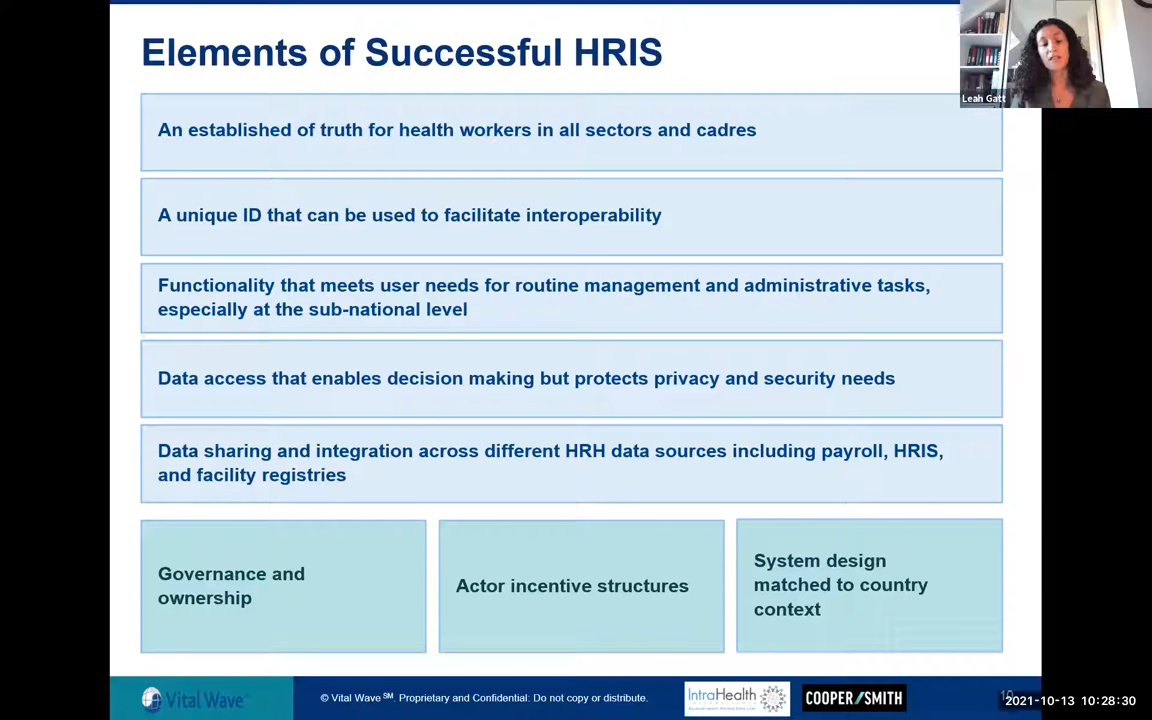 Elements of Successful HRIS
Leah Gatt
An established of truth for health workers in all sectors and cadres
A unique ID that can be used to facilitate interoperability
Functionality that meets user needs for routine management and administrative tasks,
especially at the sub-national level
Data access that enables decision making but protects privacy and security needs
Data sharing and integration across different HRH data sources including payroll, HRIS,
and facility registries
Governance and
ownership
Actor incentive structures
System design
matched to country
context
Vital Wave
© Vital Wave℠. Proprietary and Confidential: Do not copy or distribute.
IntraHealth
COOPER/SMITH
2021-10-13 10:28:30